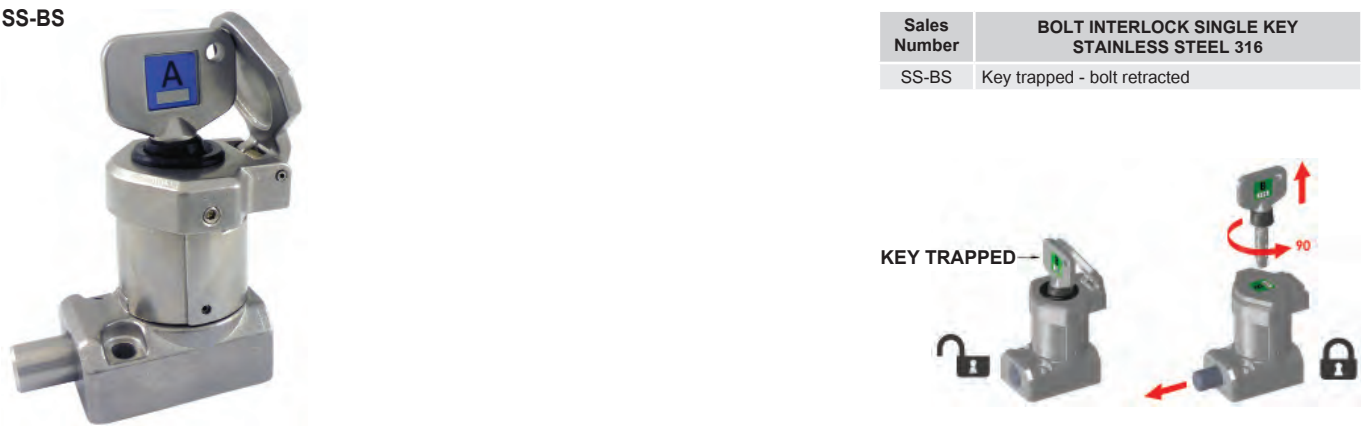 SS-BS
A
Sales Number
BOLT INTERLOCK SINGLE KEY
STAINLESS STEEL 316
SS-BS
Key trapped - bolt retracted
KEY TRAPPED
B
90